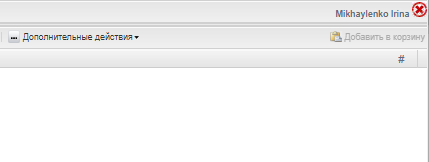 Mikhaylenko Irina
Дополнительные действия Добавить в корзину
#